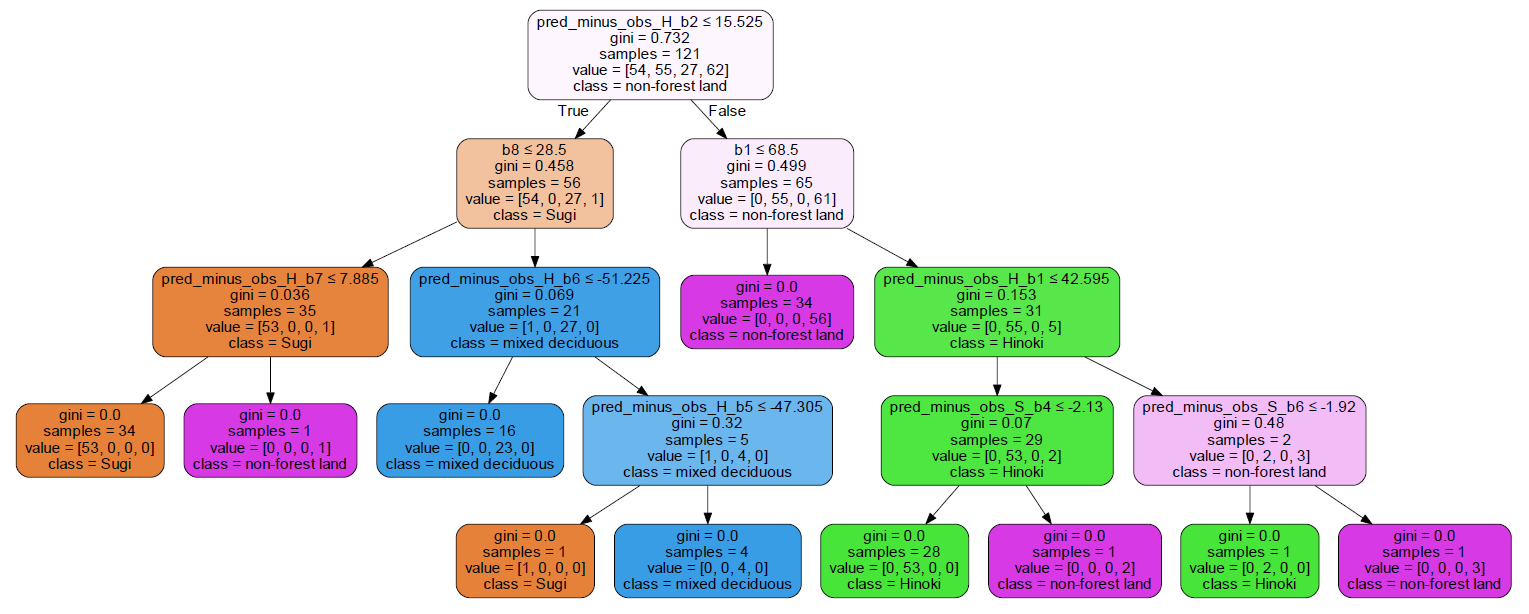 pred_minus_obs_H_b2 ≤ 15.525
gini = 0.732
samples = 121
value = [54, 55, 27, 62]
class = non-forest land
True
False
b8 ≤ 28.5
gini = 0.458
samples = 56
value = [54, 0, 27, 1]
class = Sugi
b1 ≤ 68.5
gini = 0.499
samples = 65
value = [0, 55, 0, 61]
class = non-forest land
pred_minus_obs_H_b7 ≤ 7.885
gini = 0.036
samples = 35
value = [53, 0, 0, 1]
class = Sugi
pred_minus_obs_H_b6 ≤ -51.225
gini = 0.069
samples = 21
value = [1, 0, 27, 0]
class = mixed deciduous
gini = 0.0
samples = 34
value = [0, 0, 0, 56]
class = non-forest land
pred_minus_obs_H_b1 ≤ 42.595
gini = 0.153
samples = 31
value = [0, 55, 0, 5]
class = Hinoki
gini = 0.0
samples = 34
value = [53, 0, 0, 0]
class = Sugi
gini = 0.0
samples = 1
value = [0, 0, 0, 1]
class = non-forest land
gini = 0.0
samples = 16
value = [0, 0, 23, 0]
class = mixed deciduous
pred_minus_obs_H_b5 ≤ -47.305
gini = 0.32
samples = 5
value = [1, 0, 4, 0]
class = mixed deciduous
pred_minus_obs_S_b4 ≤ -2.13
gini = 0.07
samples = 29
value = [0, 53, 0, 2]
class = Hinoki
pred_minus_obs_S_b6 ≤ -1.92
gini = 0.48
samples = 2
value = [0, 2, 0, 3]
class = non-forest land
gini = 0.0
samples = 1
value = [1, 0, 0, 0]
class = Sugi
gini = 0.0
samples = 4
value = [0, 0, 4, 0]
class = mixed deciduous
gini = 0.0
samples = 28
value = [0, 53, 0, 0]
class = Hinoki
gini = 0.0
samples = 1
value = [0, 0, 0, 2]
class = non-forest land
gini = 0.0
samples = 1
value = [0, 2, 0, 0]
class = Hinoki
gini = 0.0
samples = 1
value = [0, 0, 0, 3]
class = non-forest land